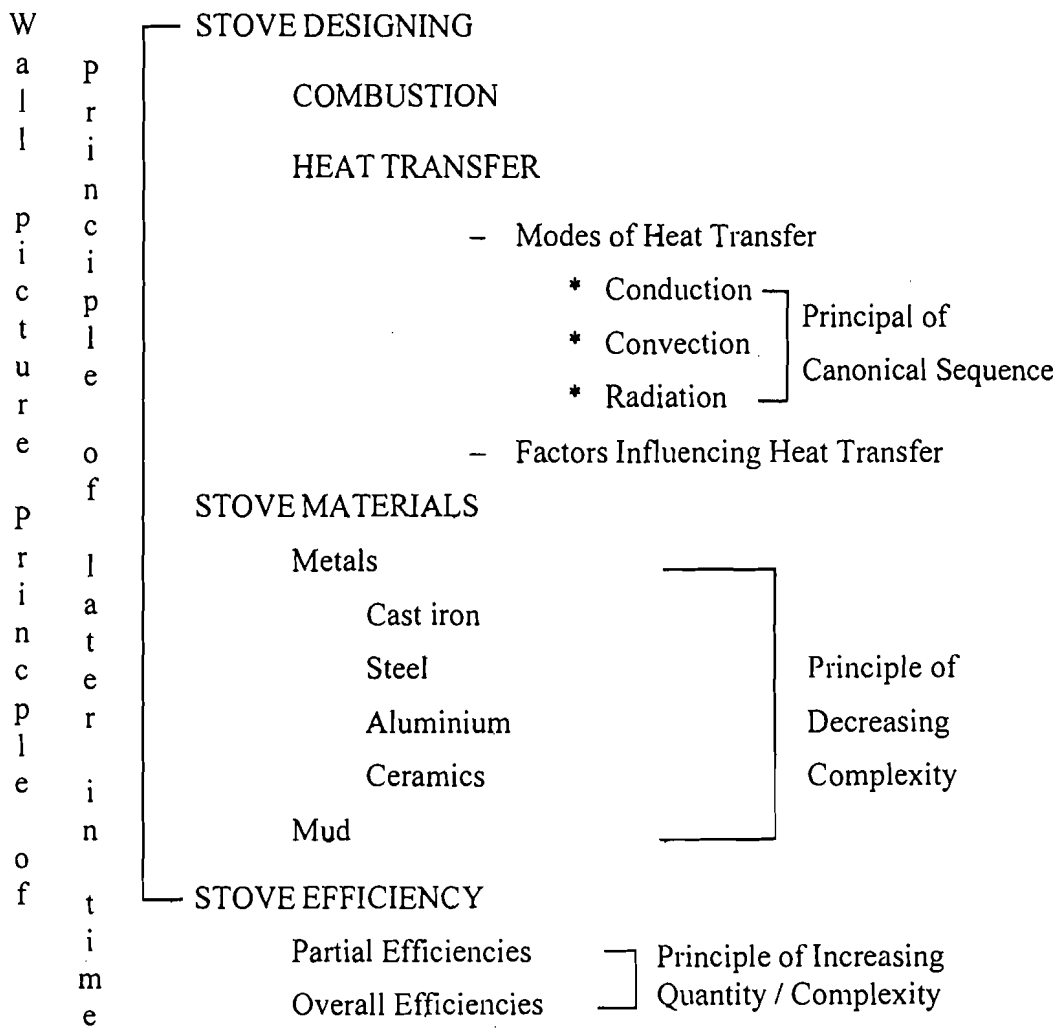 Wall picture Princple of
Principle of later in time
STOVE DESIGNING
COMBUSTION
HEAT TRANSFER
– Modes of Heat Transfer
* Conduction
* Convection
* Radiation
Principal of
Canonical Sequence
– Factors Influencing Heat Transfer
STOVE MATERIALS
Metals
Cast iron
Steel
Aluminium
Ceramics
Mud
Principle of
Decreasing
Complexity
STOVE EFFICIENCY
Partial Efficiencies
Overall Efficiencies
Principle of Increasing
Quantity / Complexity